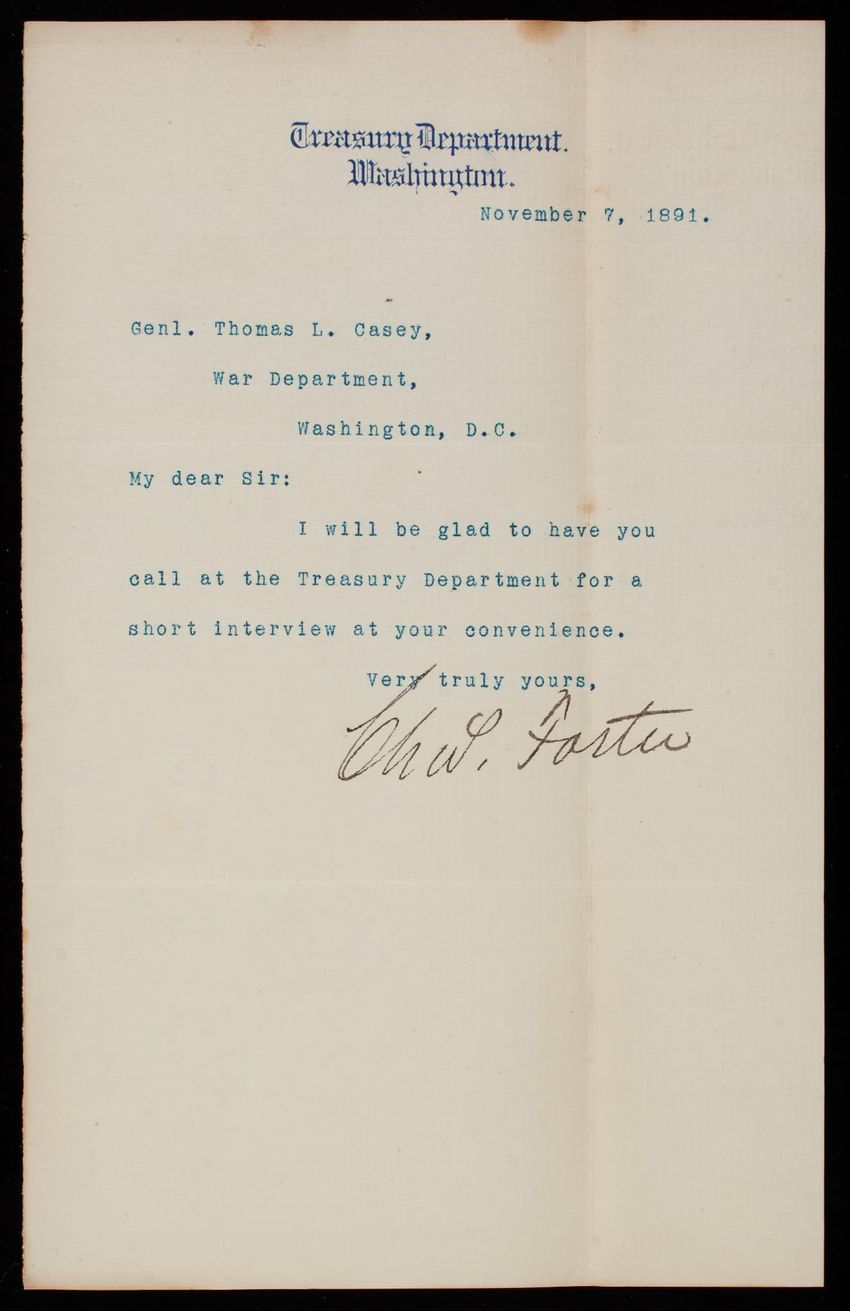 Treasury Department.
Washington.
November 7, 1891.
Genl. Thomas L. Casey,
War Department,
Washington, D.C.
My dear Sir:
I will be glad to have you
call at the Treasury Department for a
short interview at your convenience.
Very truly yours,
Chas. Foster